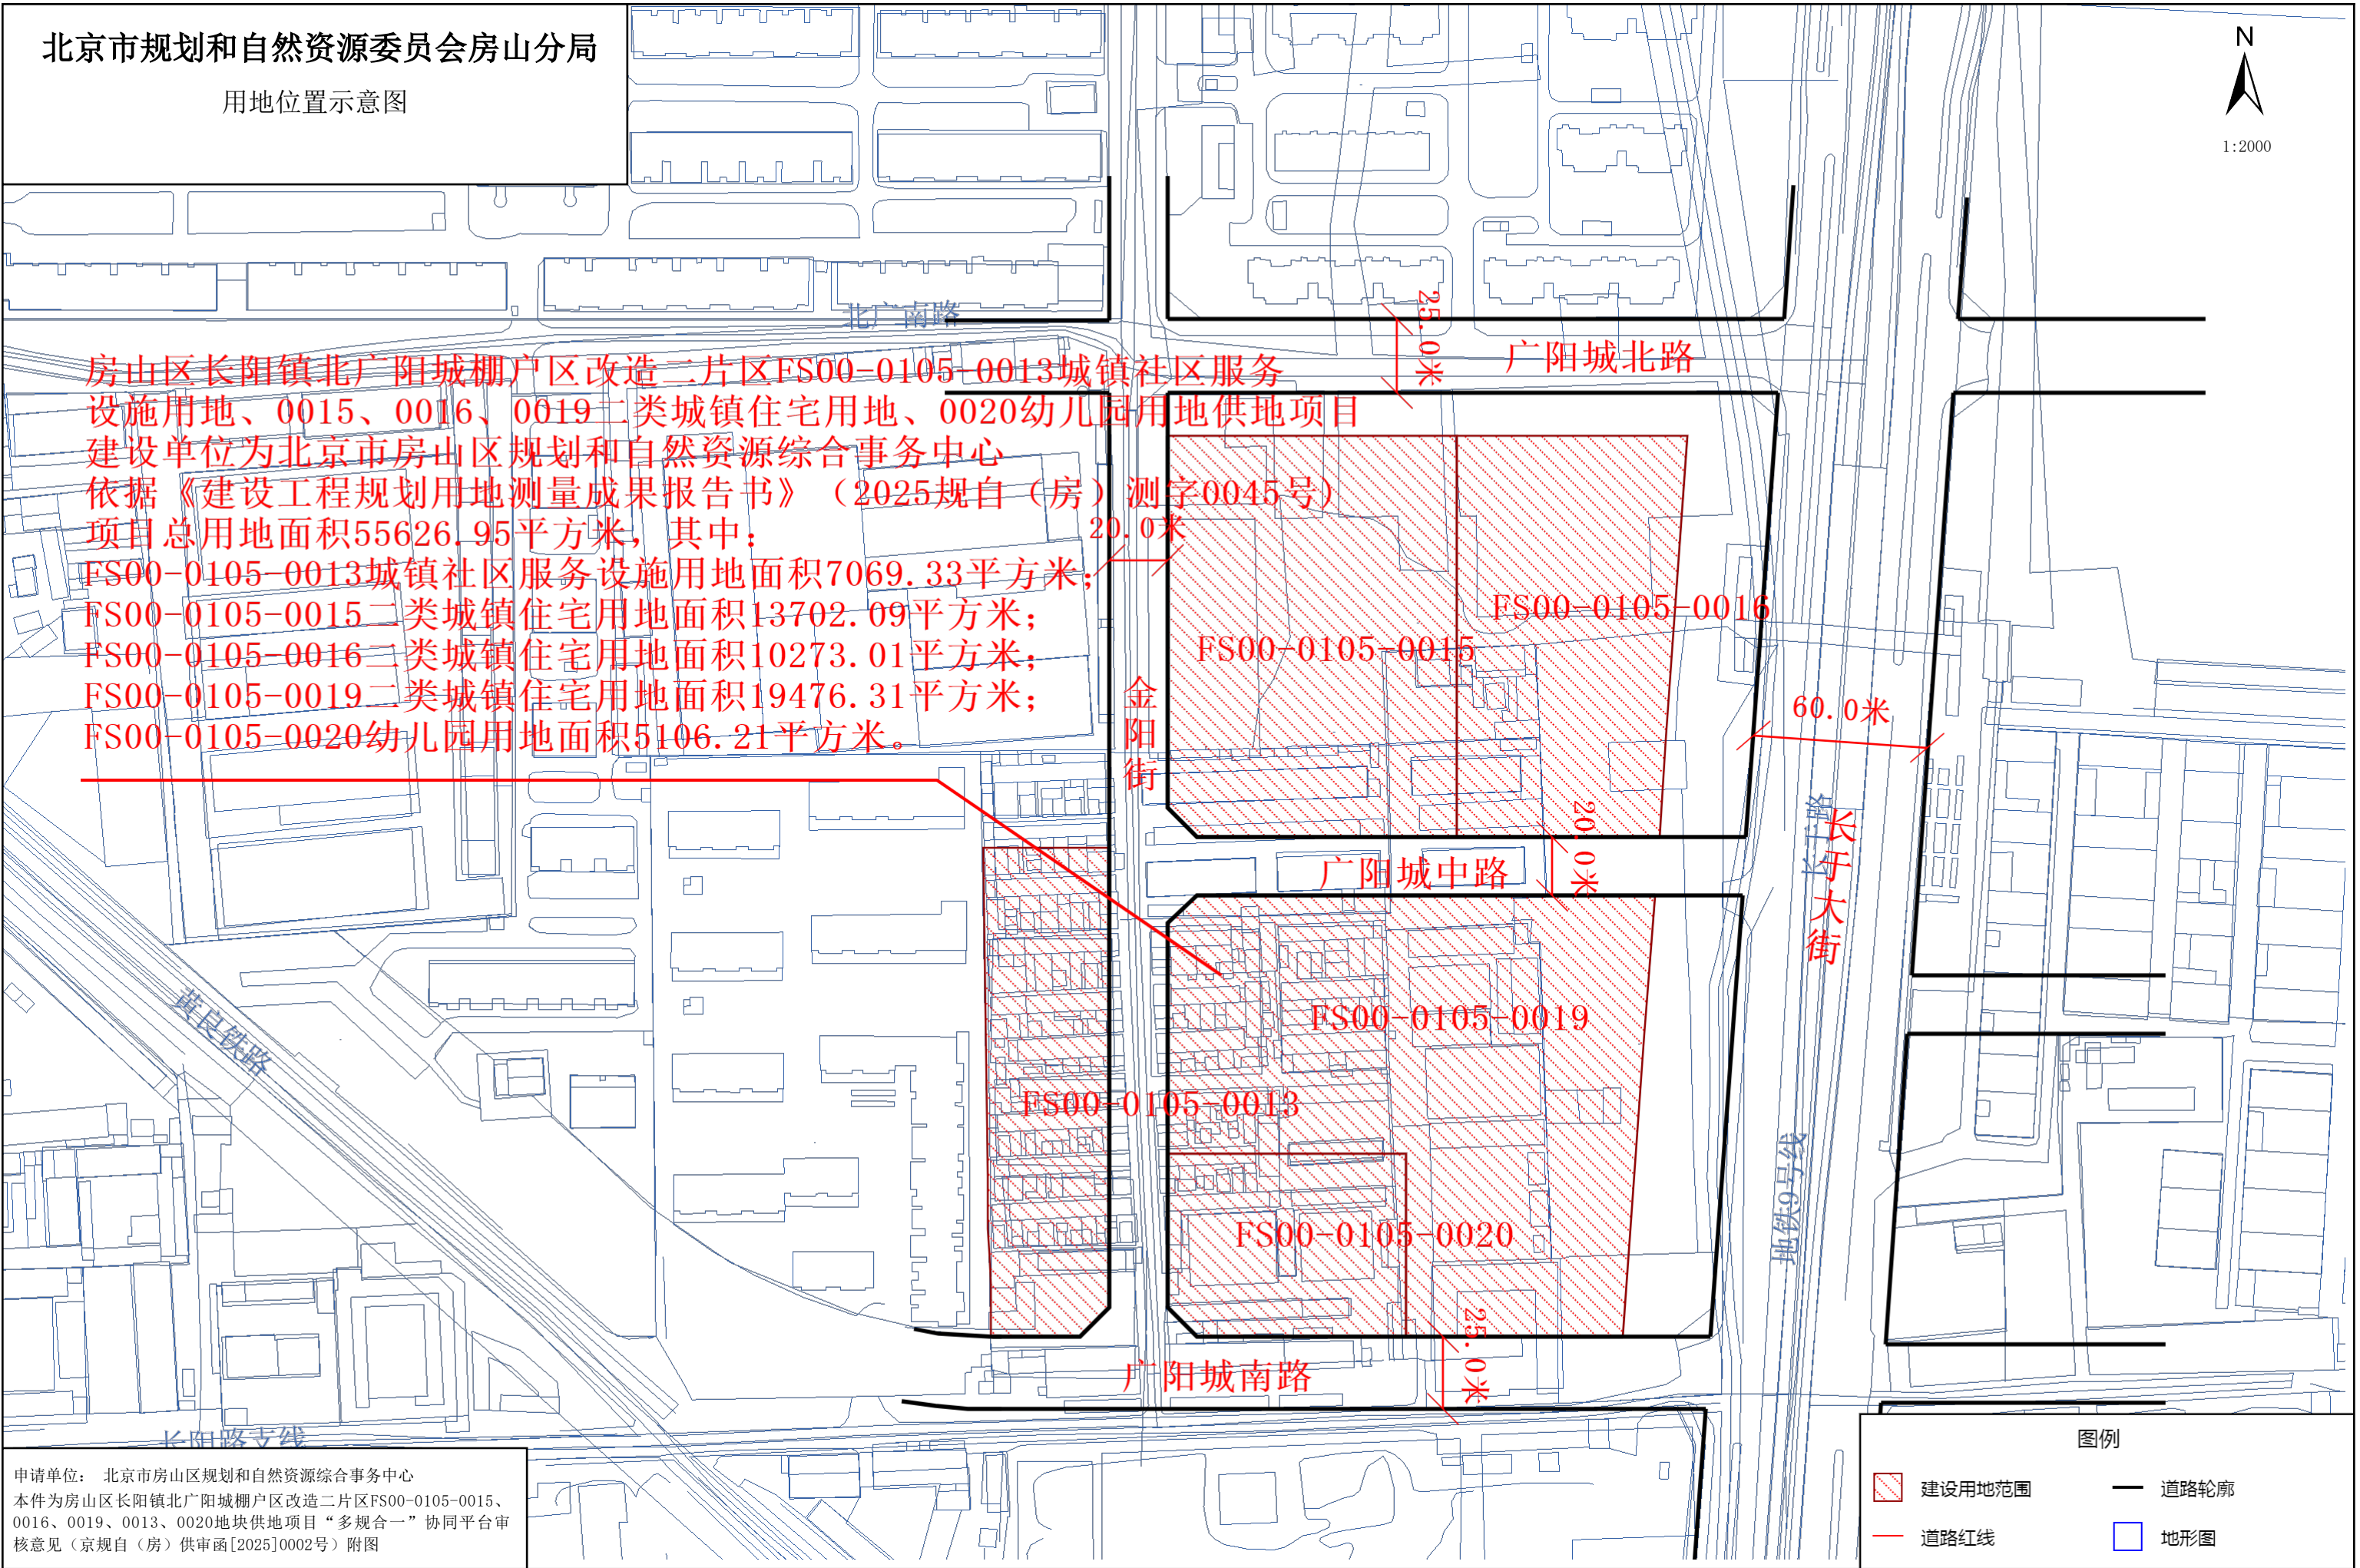 北京市规划和自然资源委员会房山分局
用地位置示意图
N
1:2000
北广南路
25.0米
广阳城北路
房山区长阳镇北广阳城棚户区改造二片区FS00-0105-0013城镇社区服务
设施用地、0015、0016、0019二类城镇住宅用地、0020幼儿园用地供地项目
建设单位为北京市房山区规划和自然资源综合事务中心
依据《建设工程规划用地测量成果报告书》（2025规自（房）测字0045号）
项目总用地面积55626.95平方米，其中：
FS00-0105-0013城镇社区服务设施用地面积7069.33平方米；
FS00-0105-0015二类城镇住宅用地面积13702.09平方米；
FS00-0105-0016二类城镇住宅用地面积10273.01平方米；
FS00-0105-0019二类城镇住宅用地面积19476.31平方米；
FS00-0105-0020幼儿园用地面积5106.21平方米。
20.0米
FS00-0105-0016
FS00-0105-0015
金阳街
60.0米
20.0米
长于路
长于大街
广阳城中路
黄良铁路
FS00-0105-0019
FS00-0105-0013
地铁9号线
FS00-0105-0020
25.0米
广阳城南路
长阳路支线
申请单位： 北京市房山区规划和自然资源综合事务中心
本件为房山区长阳镇北广阳城棚户区改造二片区FS00-0105-0015、
0016、0019、0013、0020地块供地项目“多规合一”协同平台审
核意见（京规自（房）供审函[2025]0002号）附图
图例
建设用地范围
道路轮廓
道路红线
地形图